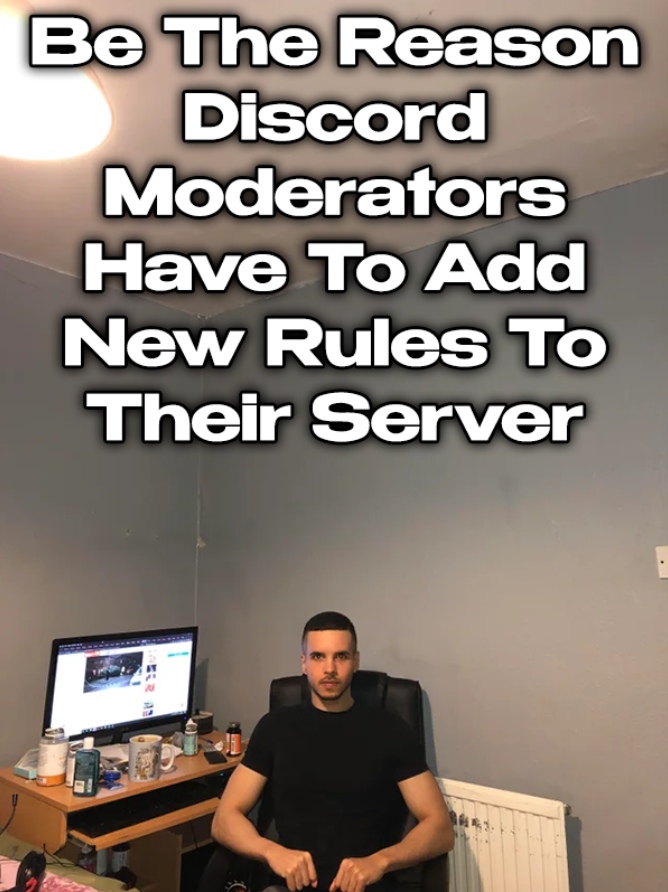 Be The Reason
Discord
Moderators
Have To Add
New Rules To
Their Server